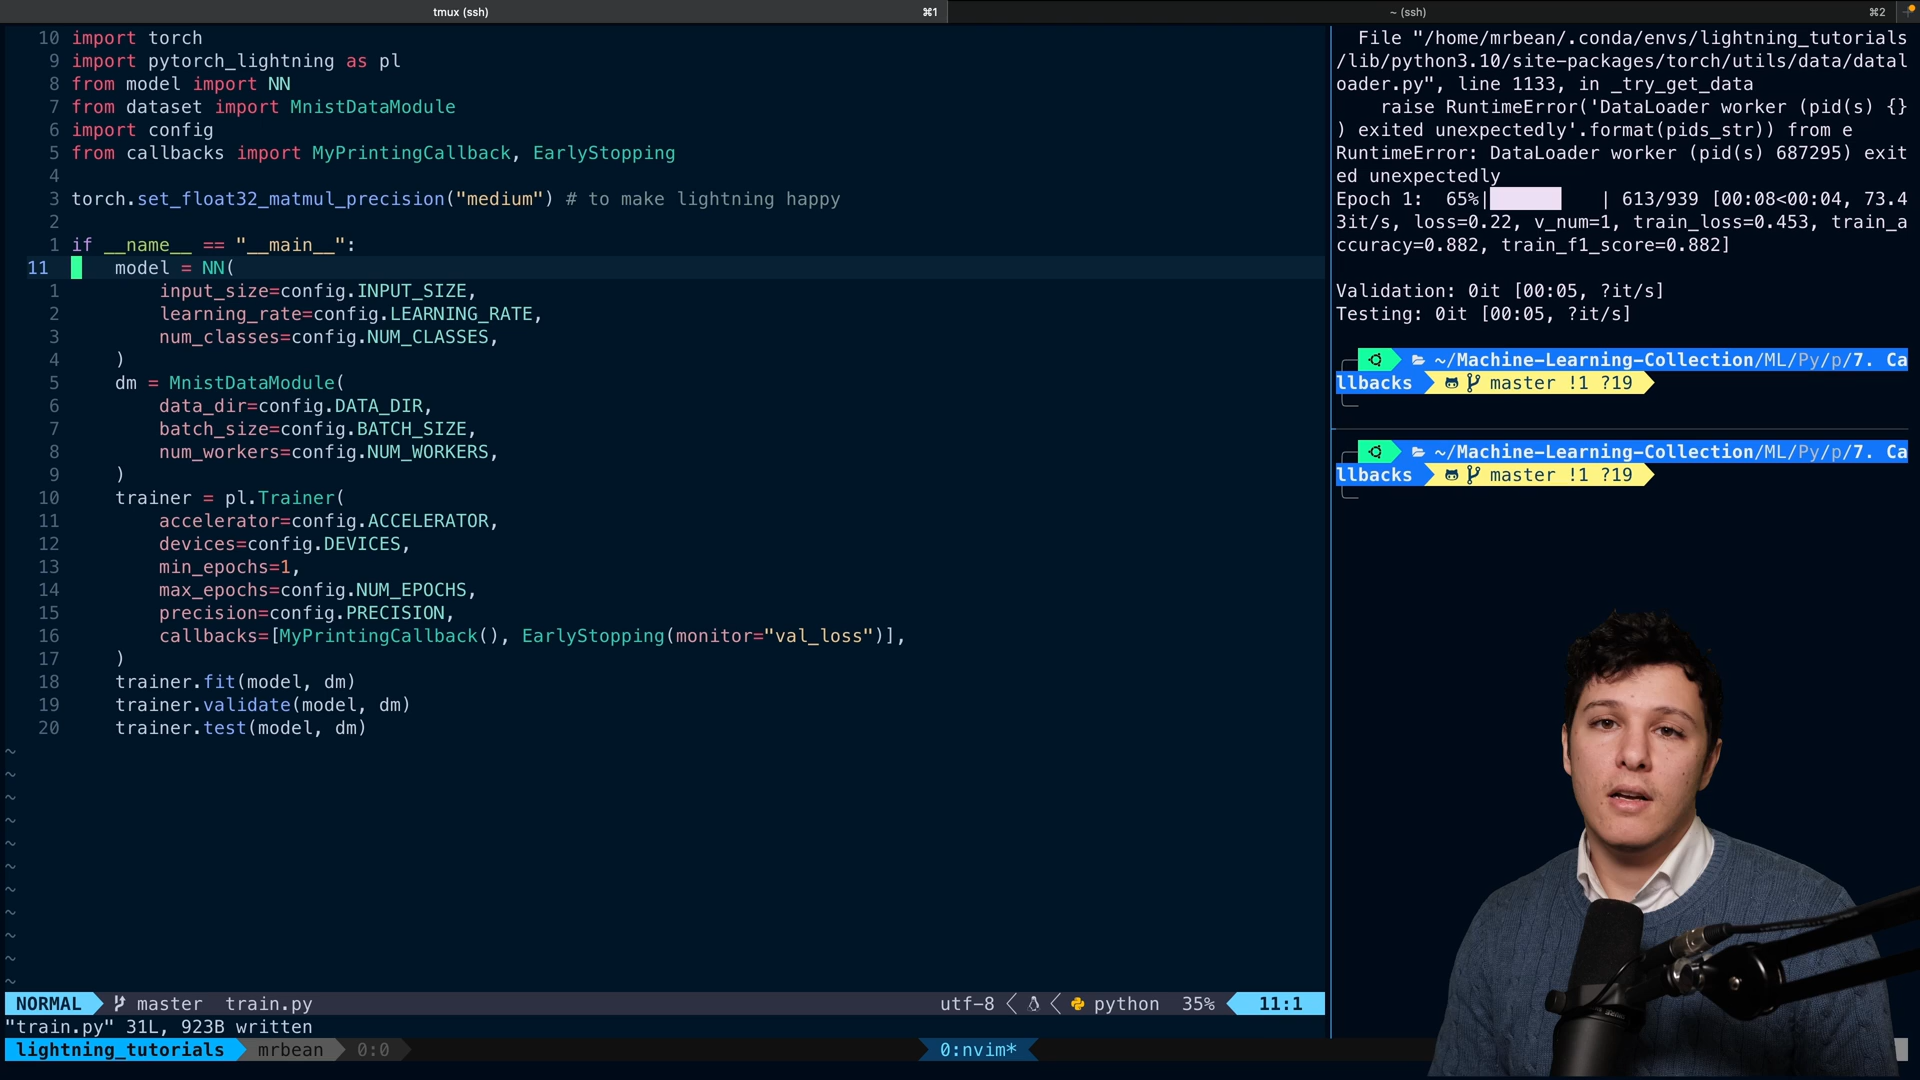 tmux (ssh) ⌘1
~ (ssh) ⌘2
10 import torch
9 import pytorch_lightning as pl
8 from model import NN
7 from dataset import MnistDataModule
6 import config
5 from callbacks import MyPrintingCallback, EarlyStopping
4
3 torch.set_float32_matmul_precision("medium") # to make lightning happy
2
1 if __name__ == "__main__":
11 model = NN(
1 input_size=config.INPUT_SIZE,
2 learning_rate=config.LEARNING_RATE,
3 num_classes=config.NUM_CLASSES,
4 )
5 dm = MnistDataModule(
6 data_dir=config.DATA_DIR,
7 batch_size=config.BATCH_SIZE,
8 num_workers=config.NUM_WORKERS,
9 )
10 trainer = pl.Trainer(
11 accelerator=config.ACCELERATOR,
12 devices=config.DEVICES,
13 min_epochs=1,
14 max_epochs=config.NUM_EPOCHS,
15 precision=config.PRECISION,
16 callbacks=[MyPrintingCallback(), EarlyStopping(monitor="val_loss")],
17 )
18 trainer.fit(model, dm)
19 trainer.validate(model, dm)
20 trainer.test(model, dm)
~
~
~
~
~
~
~
~
~
~
~
NORMAL master train.py utf-8 python 35% 11:1
"train.py" 31L, 923B written
lightning_tutorials mrbean 0:0 0:nvim*
File "/home/mrbean/.conda/envs/lightning_tutorials
/lib/python3.10/site-packages/torch/utils/data/datal
oader.py", line 1133, in _try_get_data
raise RuntimeError('DataLoader worker (pid(s) {}
) exited unexpectedly'.format(pids_str)) from e
RuntimeError: DataLoader worker (pid(s) 687295) exit
ed unexpectedly
Epoch 1: 65%| | 613/939 [00:08<00:04, 73.4
3it/s, loss=0.22, v_num=1, train_loss=0.453, train_a
ccuracy=0.882, train_f1_score=0.882]
Validation: 0it [00:05, ?it/s]
Testing: 0it [00:05, ?it/s]
~/Machine-Learning-Collection/ML/Py/p/7. Ca
llbacks master !1 ?19
~/Machine-Learning-Collection/ML/Py/p/7. Ca
llbacks master !1 ?19